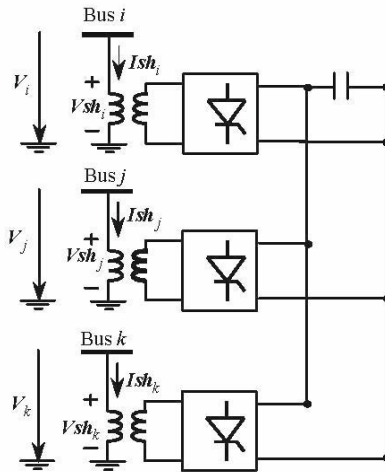 Bus i
Ish_i
+
V_i
Vsh_i
−
Bus j
Ish_j
+
V_j
Vsh_j
−
Bus k
Ish_k
+
V_k
Vsh_k
−